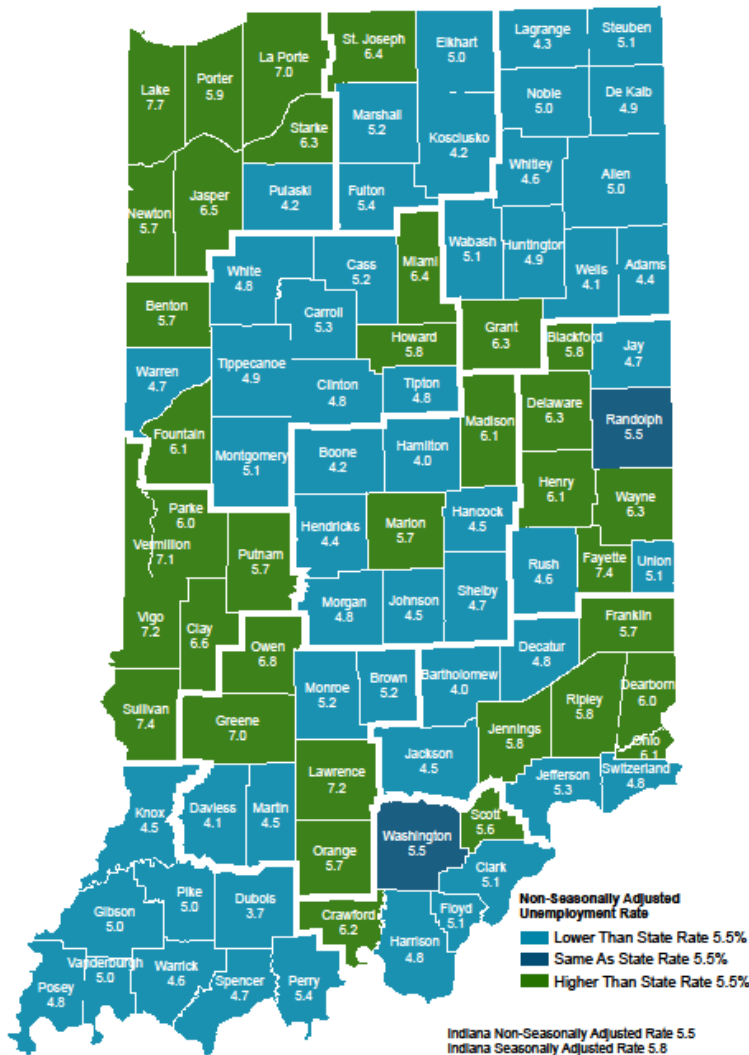 St. Joseph
6.4
Elkhart
5.0
Lagrange
4.3
Steuben
5.1
La Porte
7.0
Porter
5.9
Lake
7.7
Noble
5.0
De Kalb
4.9
Marshall
5.2
Starke
6.3
Kosciusko
4.2
Whitley
4.6
Allen
5.0
Pulaski
4.2
Fulton
5.4
Jasper
6.5
Newton
5.7
Wabash
5.1
Huntington
4.9
Miami
6.4
Cass
5.2
White
4.8
Wells
4.1
Adams
4.4
Benton
5.7
Carroll
5.3
Howard
5.8
Grant
6.3
Blackford
5.8
Jay
4.7
Warren
4.7
Tippecanoe
4.9
Clinton
4.8
Tipton
4.8
Madison
6.1
Delaware
6.3
Randolph
5.5
Fountain
6.1
Montgomery
5.1
Boone
4.2
Hamilton
4.0
Henry
6.1
Wayne
6.3
Parke
6.0
Vermillion
7.1
Putnam
5.7
Hendricks
4.4
Marion
5.7
Hancock
4.5
Rush
4.6
Fayette
7.4
Union
5.1
Vigo
7.2
Clay
6.6
Morgan
4.8
Johnson
4.5
Shelby
4.7
Franklin
5.7
Owen
6.8
Decatur
4.8
Sullivan
7.4
Greene
7.0
Monroe
5.2
Brown
5.2
Bartholomew
4.0
Ripley
5.8
Dearborn
6.0
Jennings
5.8
Ohio
6.1
Jackson
4.5
Lawrence
7.2
Jefferson
5.3
Switzerland
4.8
Knox
4.5
Daviess
4.1
Martin
4.5
Scott
5.6
Washington
5.5
Orange
5.7
Clark
5.1
Pike
5.0
Dubois
3.7
Gibson
5.0
Crawford
6.2
Floyd
5.1
Harrison
4.8
Vanderburgh
5.0
Warrick
4.6
Posey
4.8
Spencer
4.7
Perry
5.4
Non-Seasonally Adjusted
Unemployment Rate
Lower Than State Rate 5.5%
Same As State Rate 5.5%
Higher Than State Rate 5.5%
Indiana Non-Seasonally Adjusted Rate 5.5
Indiana Seasonally Adjusted Rate 5.8